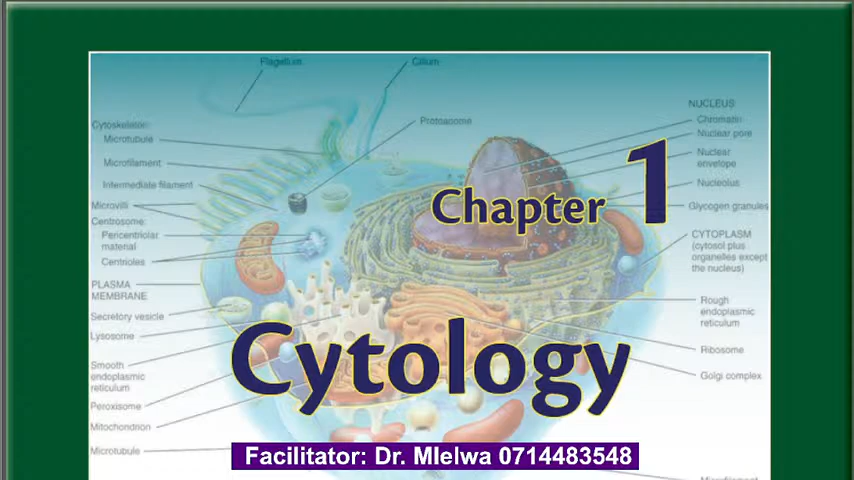 Flagellum
Cilium
Cytoskeleton:
Microtubule
Microfilament
Intermediate filament
Microvilli
Centrosome:
Pericentriolar
material
Centrioles
PLASMA
MEMBRANE
Secretory vesicle
Lysosome
Smooth
endoplasmic
reticulum
Peroxisome
Mitochondrion
Microtubule
Proteasome
NUCLEUS:
Chromatin
Nuclear pore
Nuclear
envelope
Nucleolus
Glycogen granules
CYTOPLASM
(cytosol plus
organelles except
the nucleus)
Rough
endoplasmic
reticulum
Ribosome
Golgi complex
Microfilament
Chapter 1
Cytology
Facilitator: Dr. Mlelwa 0714483548